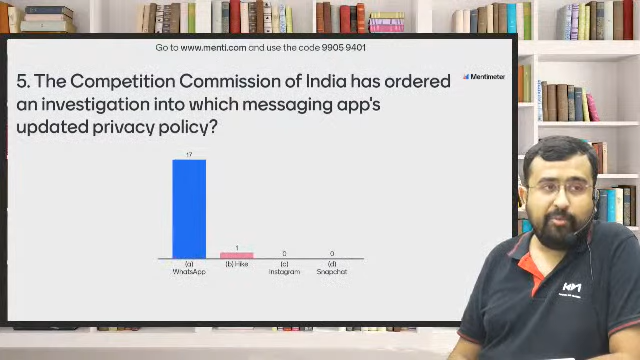 Go to www.menti.com and use the code 9905 9401
5. The Competition Commission of India has ordered
an investigation into which messaging app's
updated privacy policy?
Mentimeter
17
1
0
0
(a)
WhatsApp
(b) Hike
(c)
Instagram
(d)
Snapchat